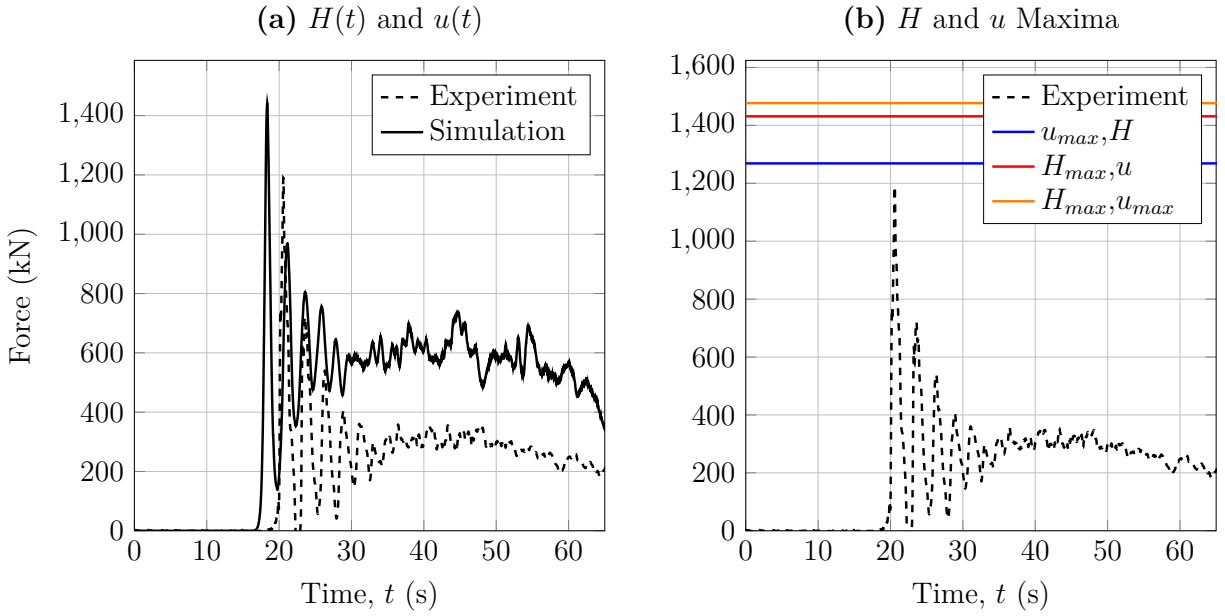 (a) H(t) and u(t)
Force (kN)
1,400
1,200
1,000
800
600
400
200
0
0 10 20 30 40 50 60
Time, t (s)
Experiment
Simulation
(b) H and u Maxima
1,600
1,400
1,200
1,000
800
600
400
200
0
0 10 20 30 40 50 60
Time, t (s)
Experiment
u_max,H
H_max,u
H_max,u_max